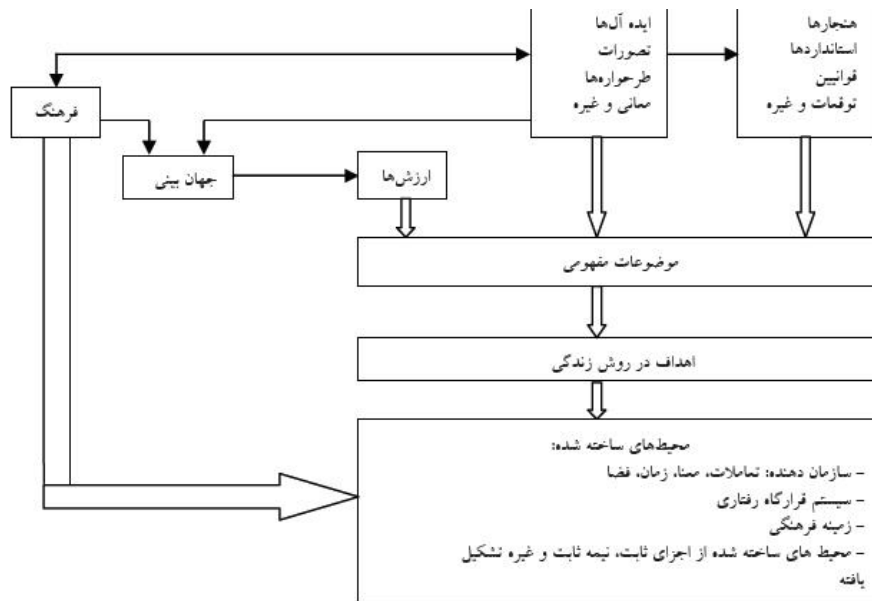 هنجارها
استانداردها
قوانیین
توقعات و غیره
ایده آل‌ها
تصورات
طرحواره‌ها
معانی و غیره
فرهنگ
جهان بینی
ارزش‌ها
موضوعات مفهومی
اهداف در روش زندگی
محیط‌های ساخته شده:
- سازمان دهنده: تعاملات، معنا، زمان، فضا
- سیستم قرارگاه رفتاری
- زمینه فرهنگی
- محیط های ساخته شده از اجزای ثابت، نیمه ثابت و غیره تشکیل
یافته